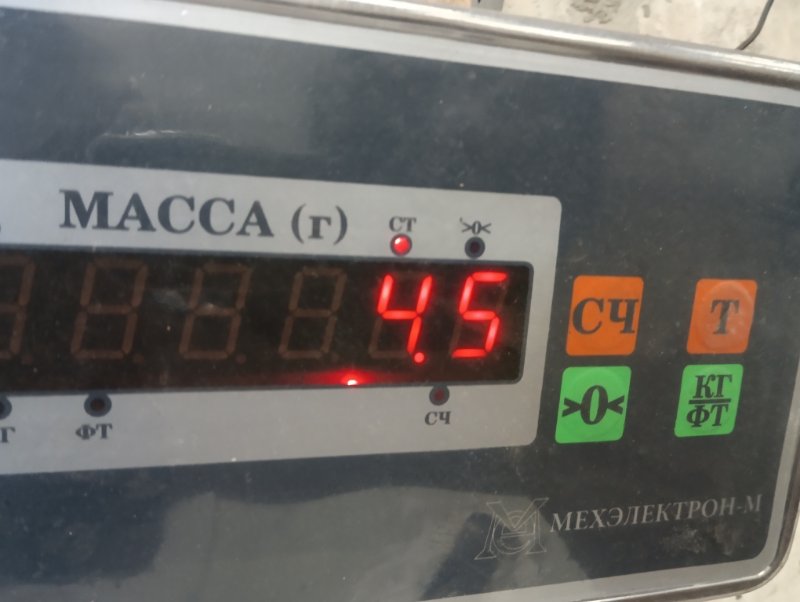 МАССА (г)
СТ >0<
4.5
Г ФТ СЧ
СЧ Т
>0< КГ
ФТ
МЕХЭЛЕКТРОН-М